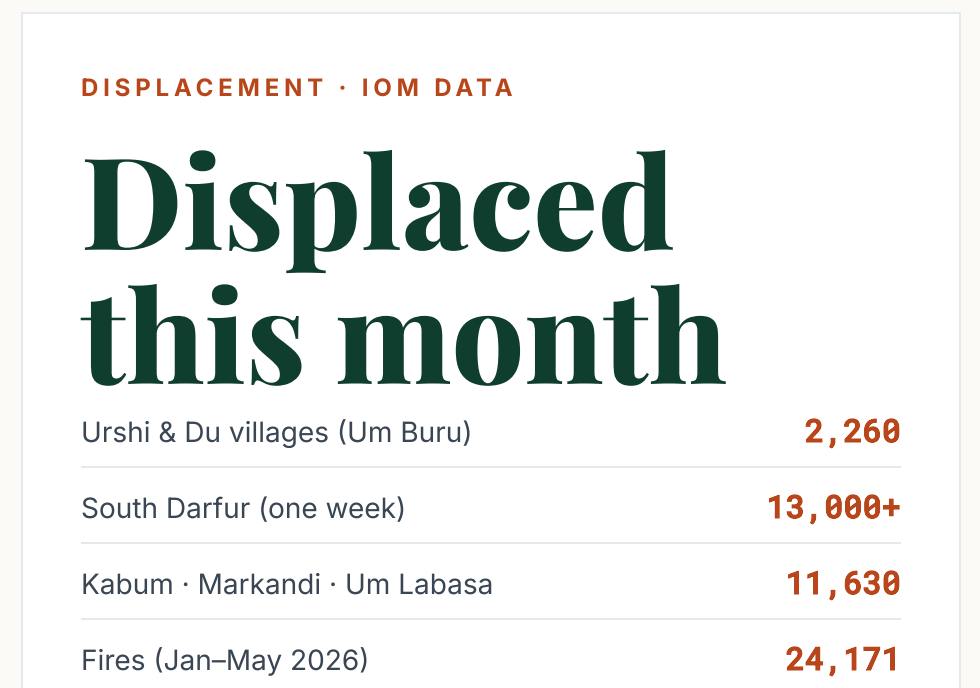 DISPLACEMENT · IOM DATA
Displaced
this month
Urshi & Du villages (Um Buru) 2,260
South Darfur (one week) 13,000+
Kabum · Markandi · Um Labasa 11,630
Fires (Jan–May 2026) 24,171